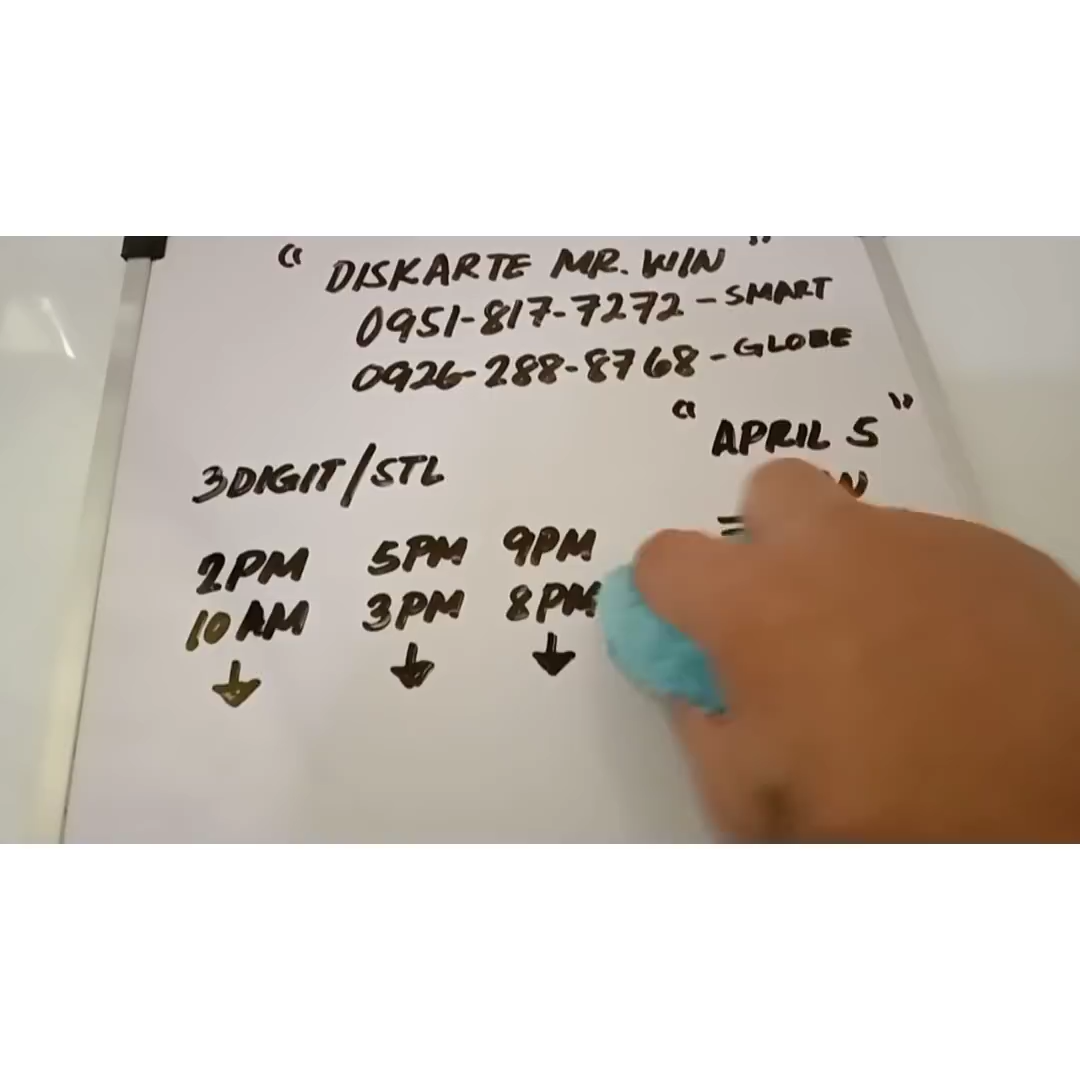 " DISKARTE MR. WIN "
0951-817-7272 - SMART
0926-288-8768 - GLOBE
" APRIL 5 "
3DIGIT/STL
2PM 5PM 9PM
10AM 3PM 8PM